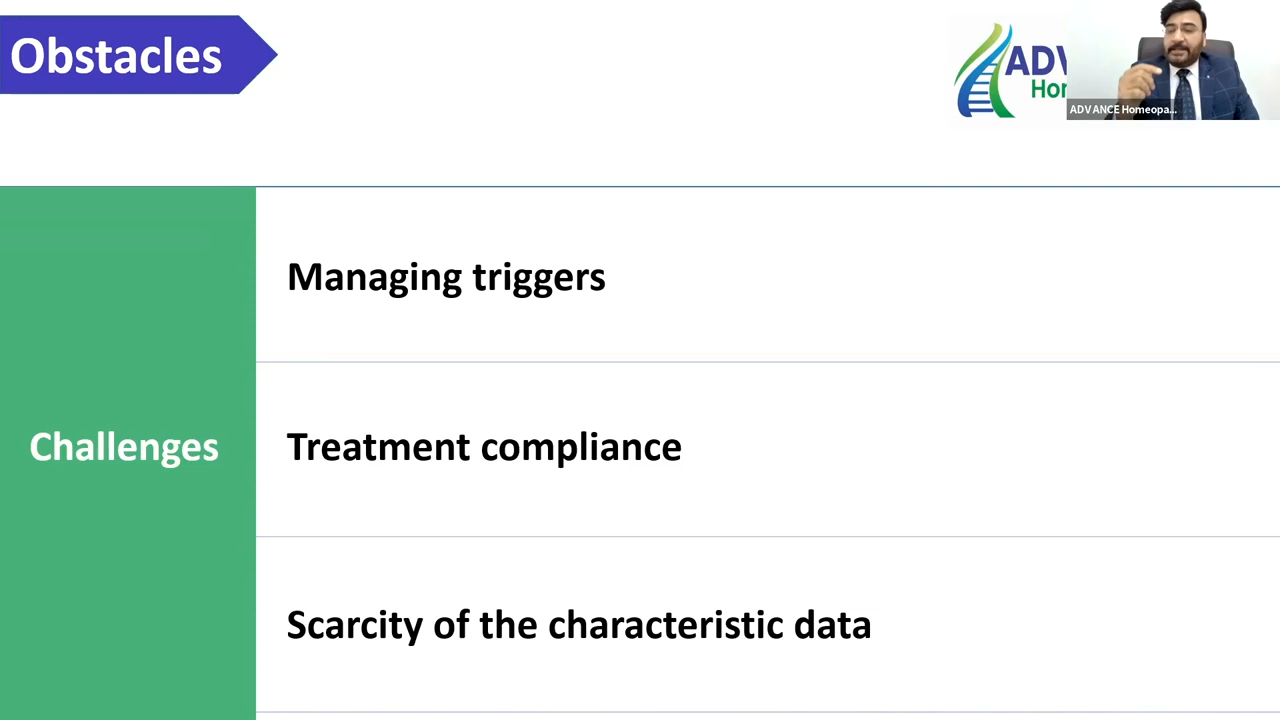 Obstacles
ADV
Hor
ADVANCE Homeopa...
Managing triggers
Challenges
Treatment compliance
Scarcity of the characteristic data